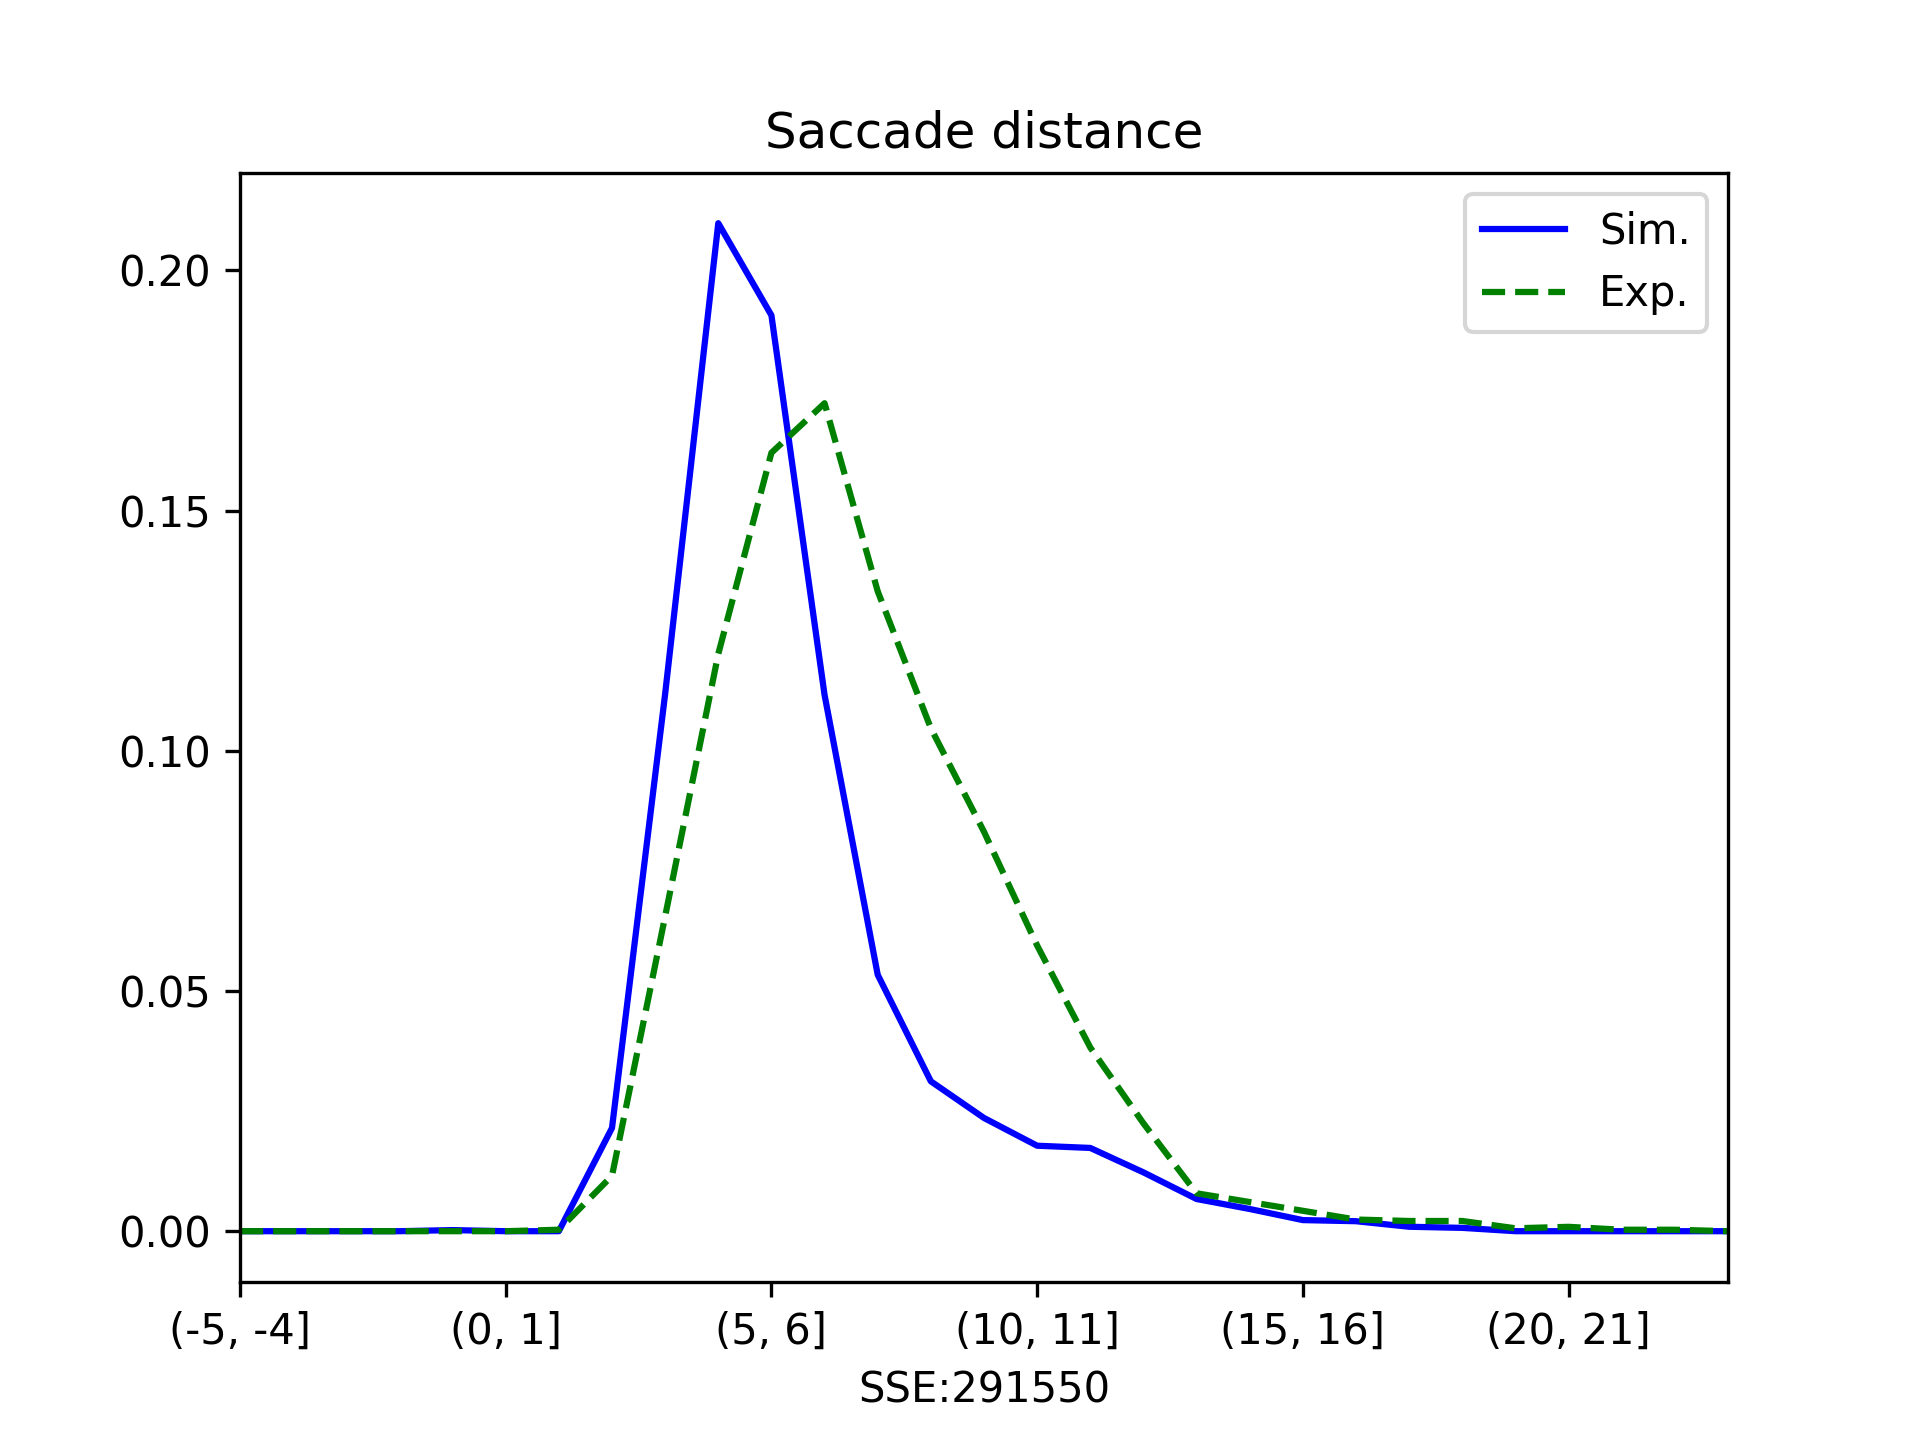 Saccade distance
Sim.
Exp.
0.20
0.15
0.10
0.05
0.00
(-5, -4] (0, 1] (5, 6] (10, 11] (15, 16] (20, 21]
SSE:291550